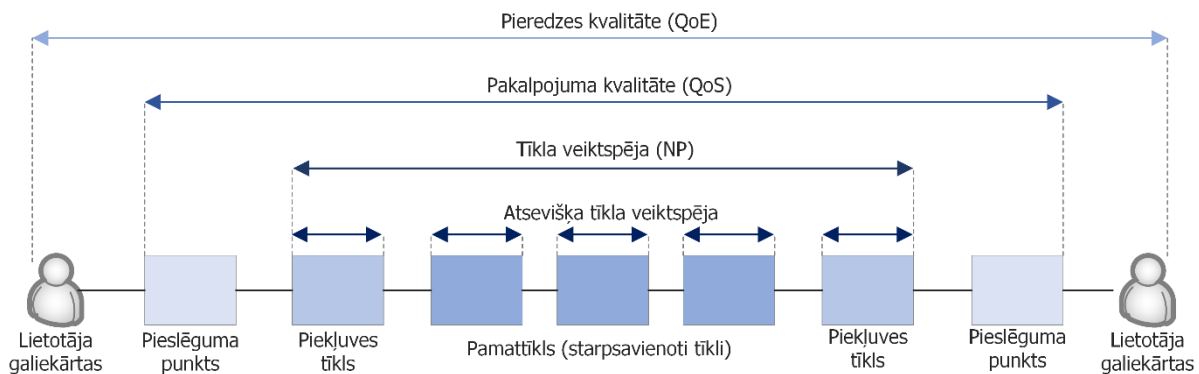 Pieredzes kvalitāte (QoE)
Pakalpojuma kvalitāte (QoS)
Tīkla veiktspēja (NP)
Atsevišķa tīkla veiktspēja
Lietotāja
galiekārtas
Pieslēguma
punkts
Piekļuves
tīkls
Pamattīkls (starpsavienoti tīkli)
Piekļuves
tīkls
Pieslēguma
punkts
Lietotāja
galiekārtas